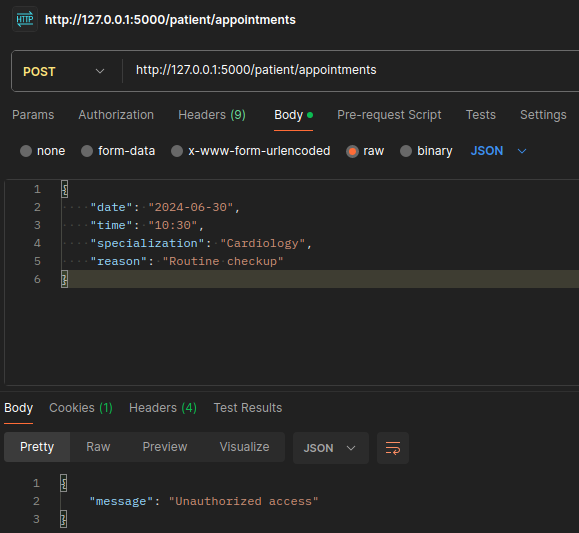 HTTP http://127.0.0.1:5000/patient/appointments
POST http://127.0.0.1:5000/patient/appointments
Params Authorization Headers (9) Body Pre-request Script Tests Settings
none form-data x-www-form-urlencoded raw binary JSON
1 {
2 "date": "2024-06-30",
3 "time": "10:30",
4 "specialization": "Cardiology",
5 "reason": "Routine checkup"
6 }
Body Cookies (1) Headers (4) Test Results
Pretty Raw Preview Visualize JSON
1 {
2 "message": "Unauthorized access"
3 }